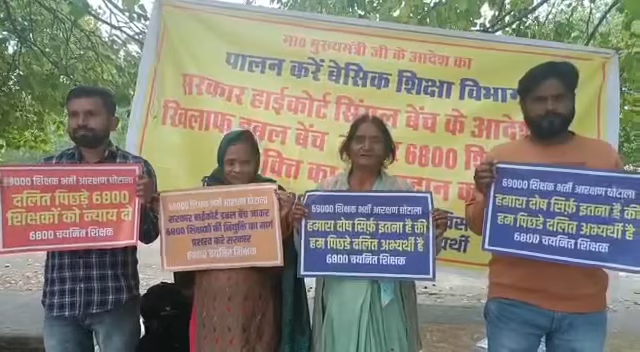 मा० मुख्यमंत्री जी के आदेश का
पालन करें बेसिक शिक्षा विभाग
सरकार हाईकोर्ट सिंगल बेंच के आदेश
खिलाफ डबल बेंच 6800
69000 शिक्षक भर्ती आरक्षण घोटाला
दलित पिछड़े 6800
शिक्षकों को न्याय दो
6800 चयनित शिक्षक
69000 शिक्षक भर्ती आरक्षण घोटाला
सरकार हाईकोर्ट डबल बेंच जाकर
6800 शिक्षकों की नियुक्ति का मार्ग
प्रशस्त करे सरकार
6800 चयनित शिक्षक
69000 शिक्षक भर्ती आरक्षण घोटाला
हमारा दोष सिर्फ़ इतना है की
हम पिछडे दलित अभ्यर्थी है
6800 चयनित शिक्षक
69000 शिक्षक भर्ती आरक्षण घोटाला
हमारा दोष सिर्फ़ इतना है की
हम पिछडे दलित अभ्यर्थी है
6800 चयनित शिक्षक